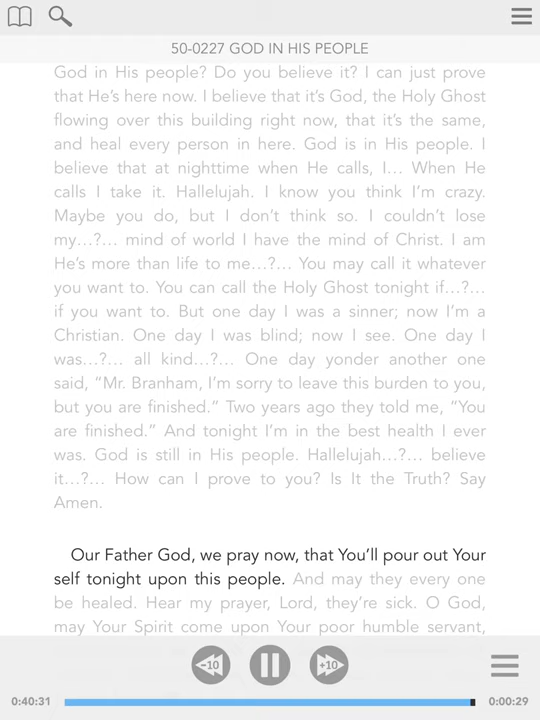 50-0227 GOD IN HIS PEOPLE
God in His people? Do you believe it? I can just prove
that He's here now. I believe that it's God, the Holy Ghost
flowing over this building right now, that it's the same,
and heal every person in here. God is in His people. I
believe that at nighttime when He calls, I... When He
calls I take it. Hallelujah. I know you think I'm crazy.
Maybe you do, but I don't think so. I couldn't lose
my...?... mind of world I have the mind of Christ. I am
He's more than life to me...?... You may call it whatever
you want to. You can call the Holy Ghost tonight if...?...
if you want to. But one day I was a sinner; now I'm a
Christian. One day I was blind; now I see. One day I
was...?... all kind...?... One day yonder another one
said, “Mr. Branham, I'm sorry to leave this burden to you,
but you are finished.” Two years ago they told me, “You
are finished.” And tonight I'm in the best health I ever
was. God is still in His people. Hallelujah...?... believe
it...?... How can I prove to you? Is It the Truth? Say
Amen.
Our Father God, we pray now, that You'll pour out Your
self tonight upon this people. And may they every one
be healed. Hear my prayer, Lord, they're sick. O God,
may Your Spirit come upon Your poor humble servant,
-10 +10
0:40:31 0:00:29